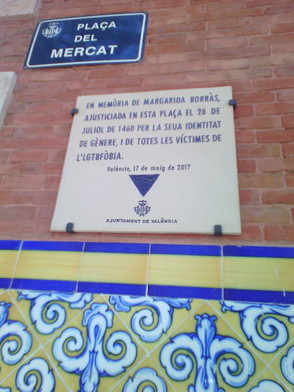 PLAÇA
DEL
MERCAT
EN MEMÒRIA DE MARGARIDA BORRÀS,
AJUSTICIADA EN ESTA PLAÇA EL 28 DE
JULIOL DE 1460 PER LA SEUA IDENTITAT
DE GÈNERE, I DE TOTES LES VÍCTIMES DE
L'LGTBFÒBIA.
València, 17 de maig de 2017
AJUNTAMENT DE VALÈNCIA